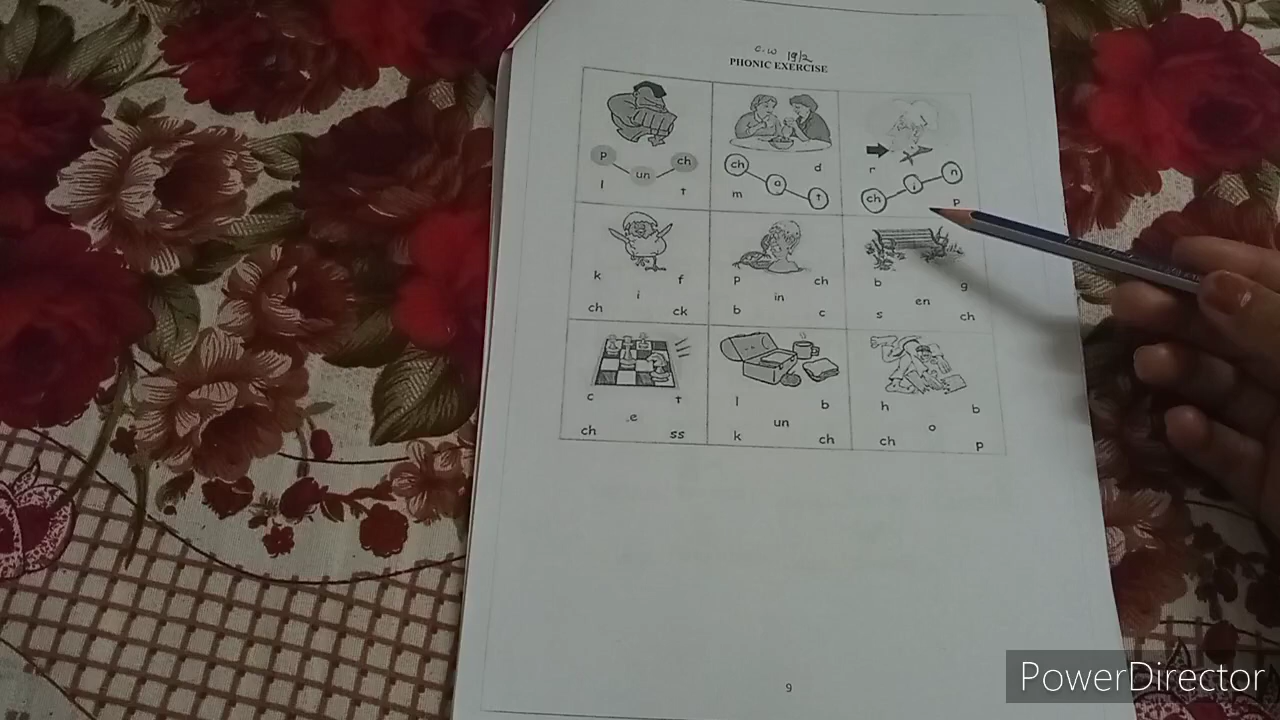 C.W 19/2
PHONIC EXERCISE
p ch
un
l t
ch d
a
m t
r n
i
ch p
k f
i
ch ck
p ch
in
b c
b g
en
s ch
c t
e
ch ss
l b
un
k ch
h b
o
ch p
9
PowerDirector